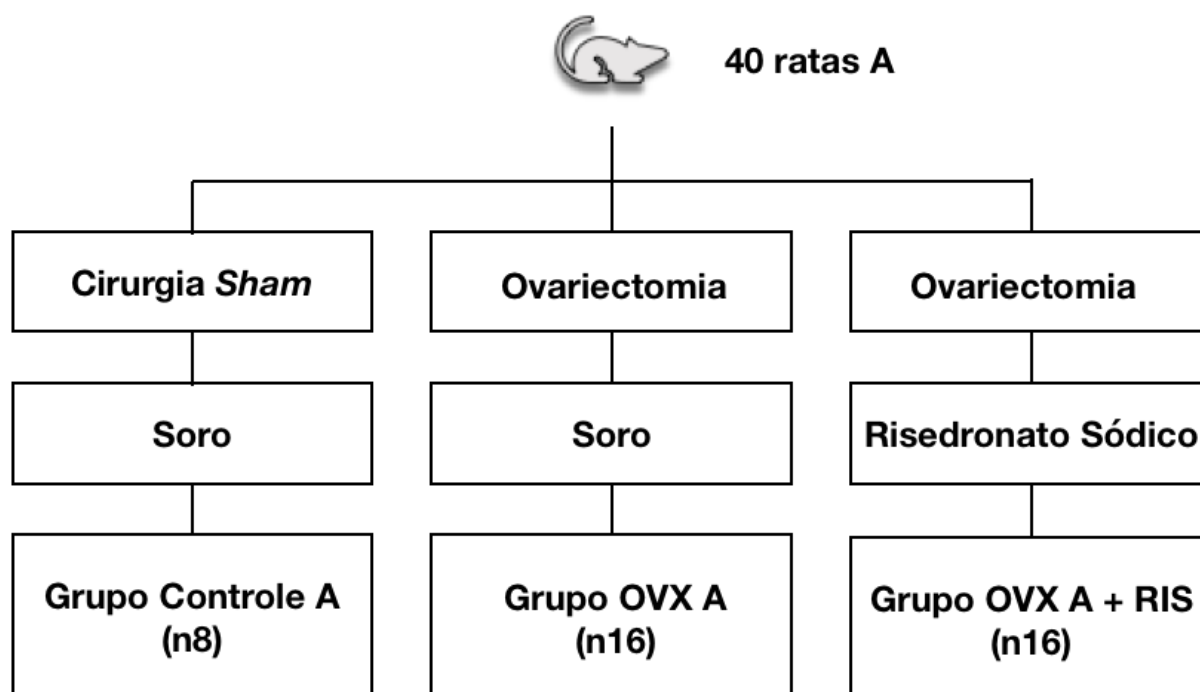 40 ratas A
Cirurgia Sham
Ovariectomia
Ovariectomia
Soro
Soro
Risedronato Sódico
Grupo Controle A
(n8)
Grupo OVX A
(n16)
Grupo OVX A + RIS
(n16)